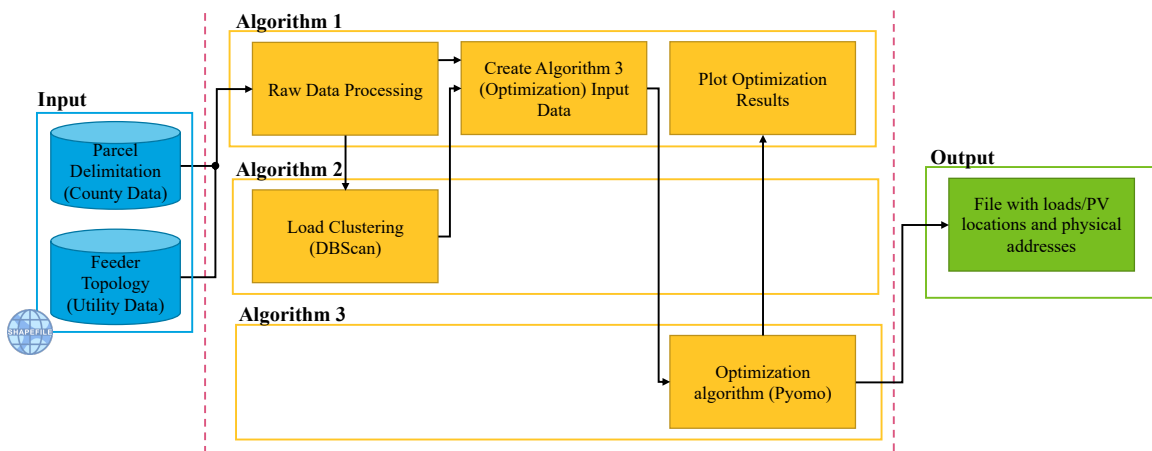 Input
Parcel
Delimitation
(County Data)
Feeder
Topology
(Utility Data)
SHAPEFILE
Algorithm 1
Raw Data Processing
Create Algorithm 3
(Optimization) Input
Data
Plot Optimization
Results
Algorithm 2
Load Clustering
(DBScan)
Algorithm 3
Optimization
algorithm (Pyomo)
Output
File with loads/PV
locations and physical
addresses